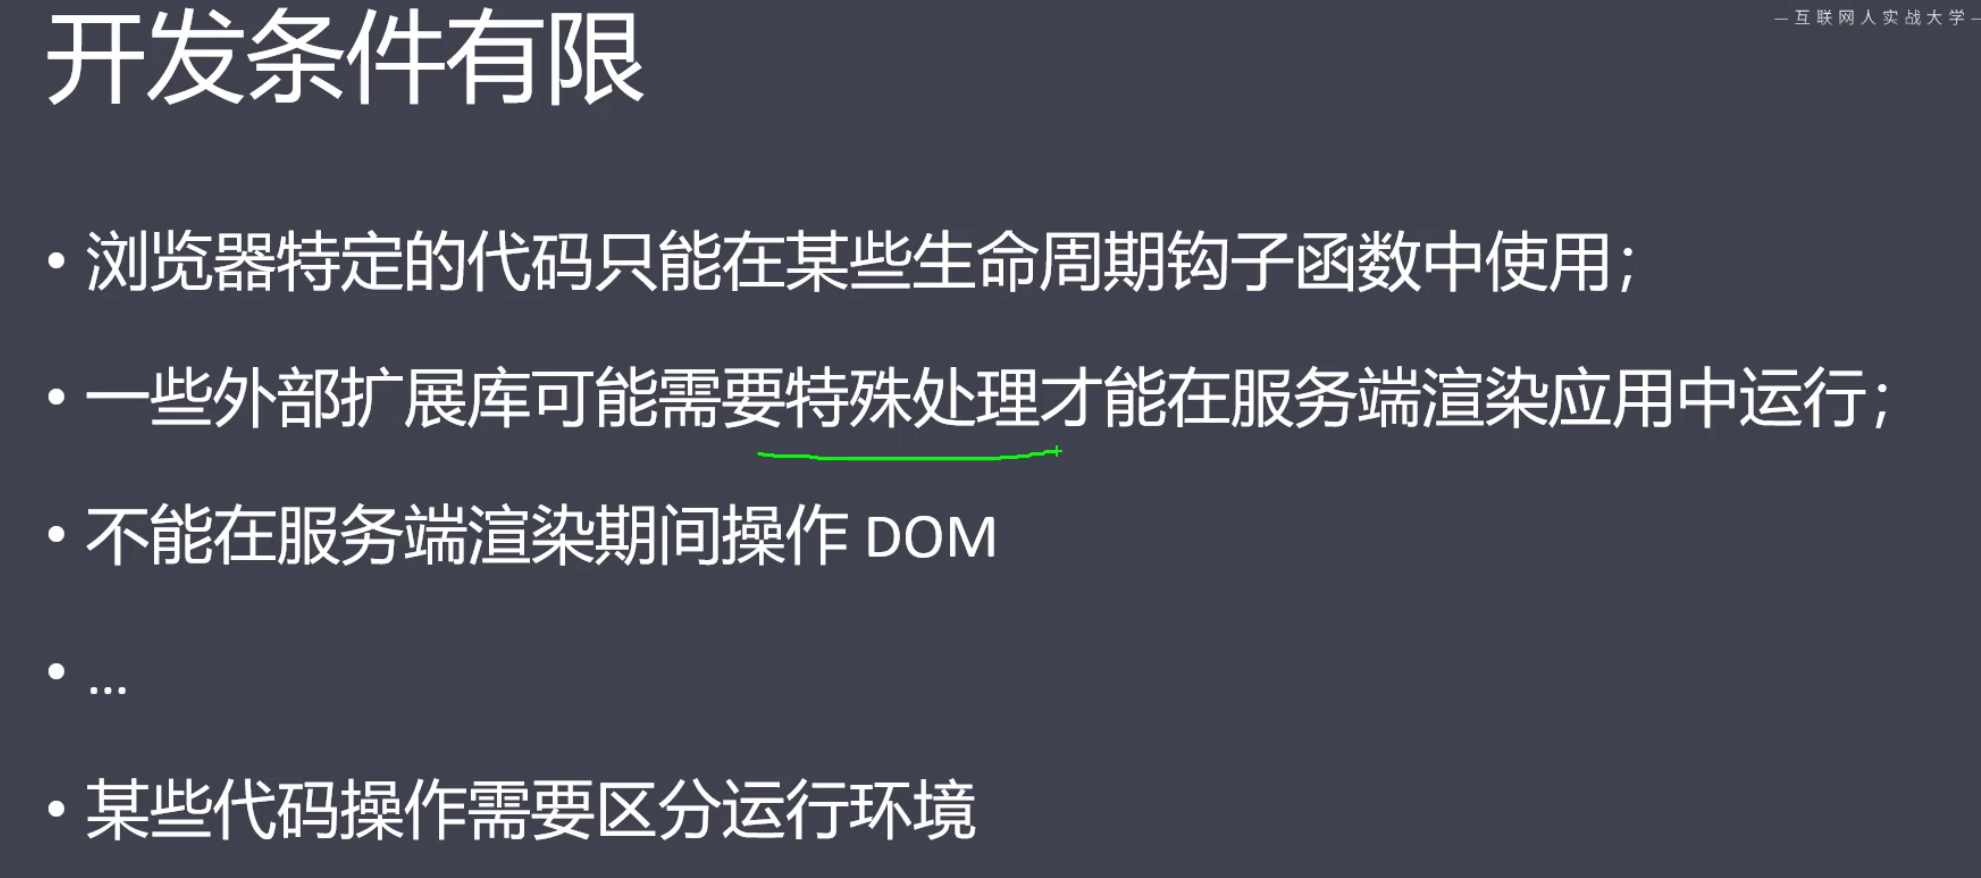 — 互联网人实战大学 —
开发条件有限
• 浏览器特定的代码只能在某些生命周期钩子函数中使用；
• 一些外部扩展库可能需要特殊处理才能在服务端渲染应用中运行；
• 不能在服务端渲染期间操作 DOM
• ...
• 某些代码操作需要区分运行环境